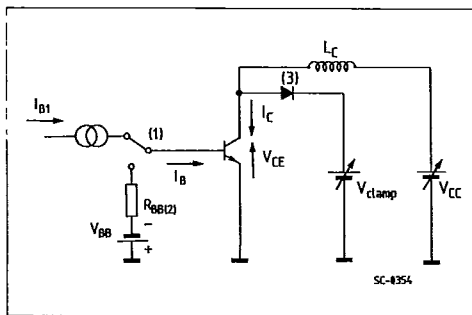 L_C
(3)
I_B1
(1)
I_C
V_CE
I_B
V_clamp
V_CC
R_BB(2)
V_BB
-
+
SC-0354